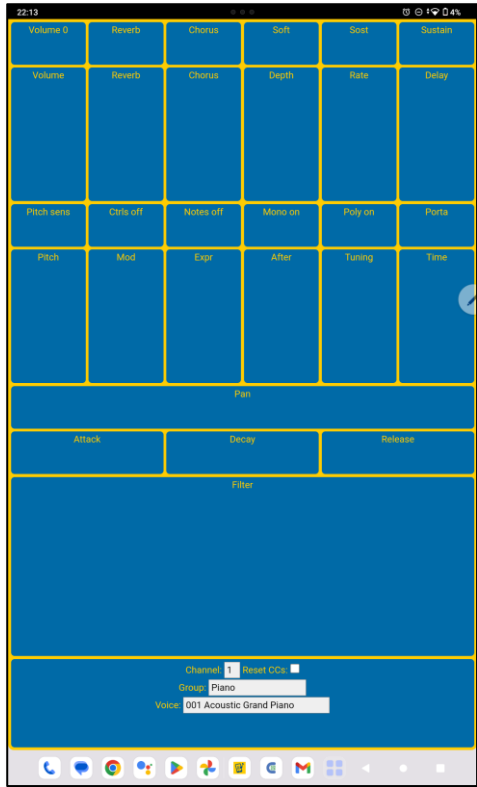 22:13 4%
Volume 0 Reverb Chorus Soft Sost Sustain
Volume Reverb Chorus Depth Rate Delay
Pitch sens Ctrls off Notes off Mono on Poly on Porta
Pitch Mod Expr After Tuning Time
Pan
Attack Decay Release
Filter
Channel: 1 Reset CCs:
Group: Piano
Voice: 001 Acoustic Grand Piano